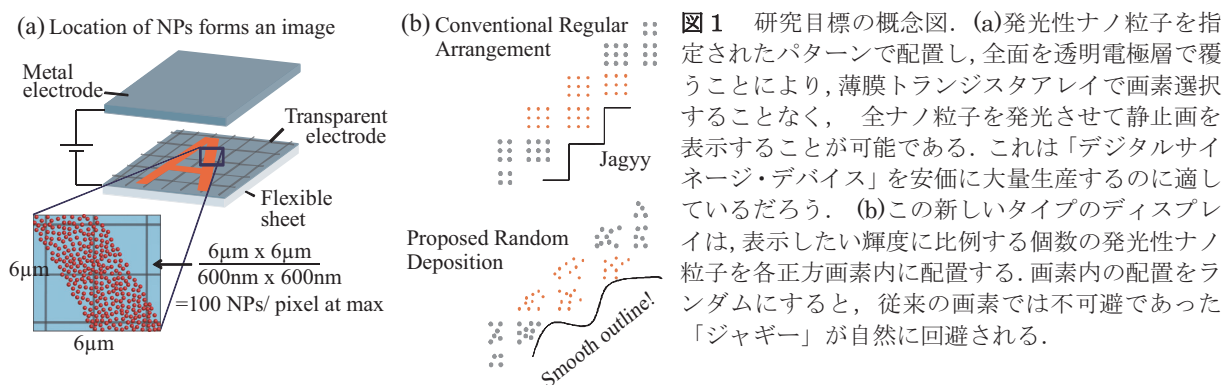 (a) Location of NPs forms an image
Metal
electrode
Transparent
electrode
Flexible
sheet
6μm
6μm
6μm x 6μm
600nm x 600nm
=100 NPs/ pixel at max
(b) Conventional Regular
Arrangement
Jagyy
Proposed Random
Deposition
Smooth outline!
図1 研究目標の概念図. (a)発光性ナノ粒子を指
定されたパターンで配置し, 全面を透明電極層で覆
うことにより, 薄膜トランジスタアレイで画素選択
することなく, 全ナノ粒子を発光させて静止画を
表示することが可能である. これは「デジタルサイ
ネージ・デバイス」を安価に大量生産するのに適し
ているだろう. (b)この新しいタイプのディスプレ
イは, 表示したい輝度に比例する個数の発光性ナノ
粒子を各正方画素内に配置する. 画素内の配置をラ
ンダムにすると, 従来の画素では不可避であった
「ジャギー」が自然に回避される.